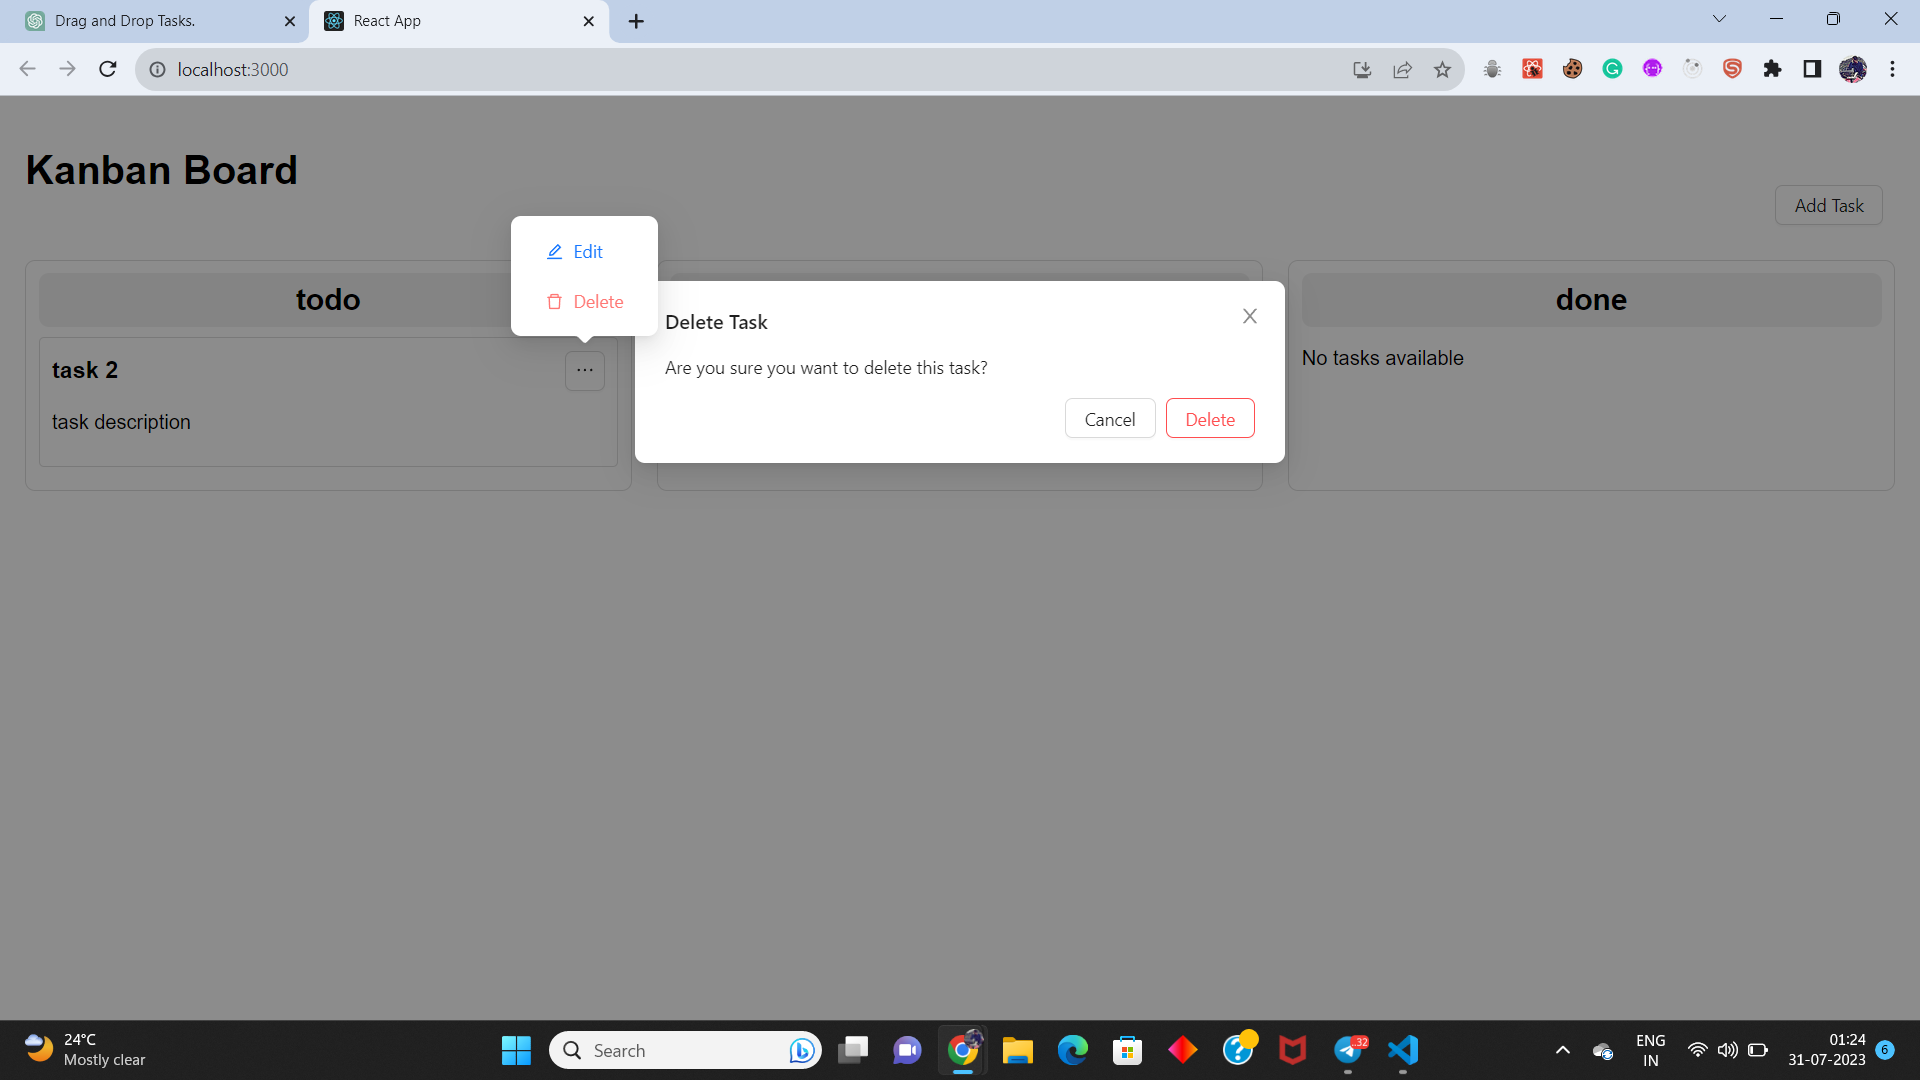 Drag and Drop Tasks.
React App
localhost:3000
Kanban Board
Add Task
Edit
Delete
todo
task 2
...
task description
Delete Task
Are you sure you want to delete this task?
Cancel
Delete
done
No tasks available
24°C
Mostly clear
Search
.32
ENG
IN
01:24
31-07-2023
6